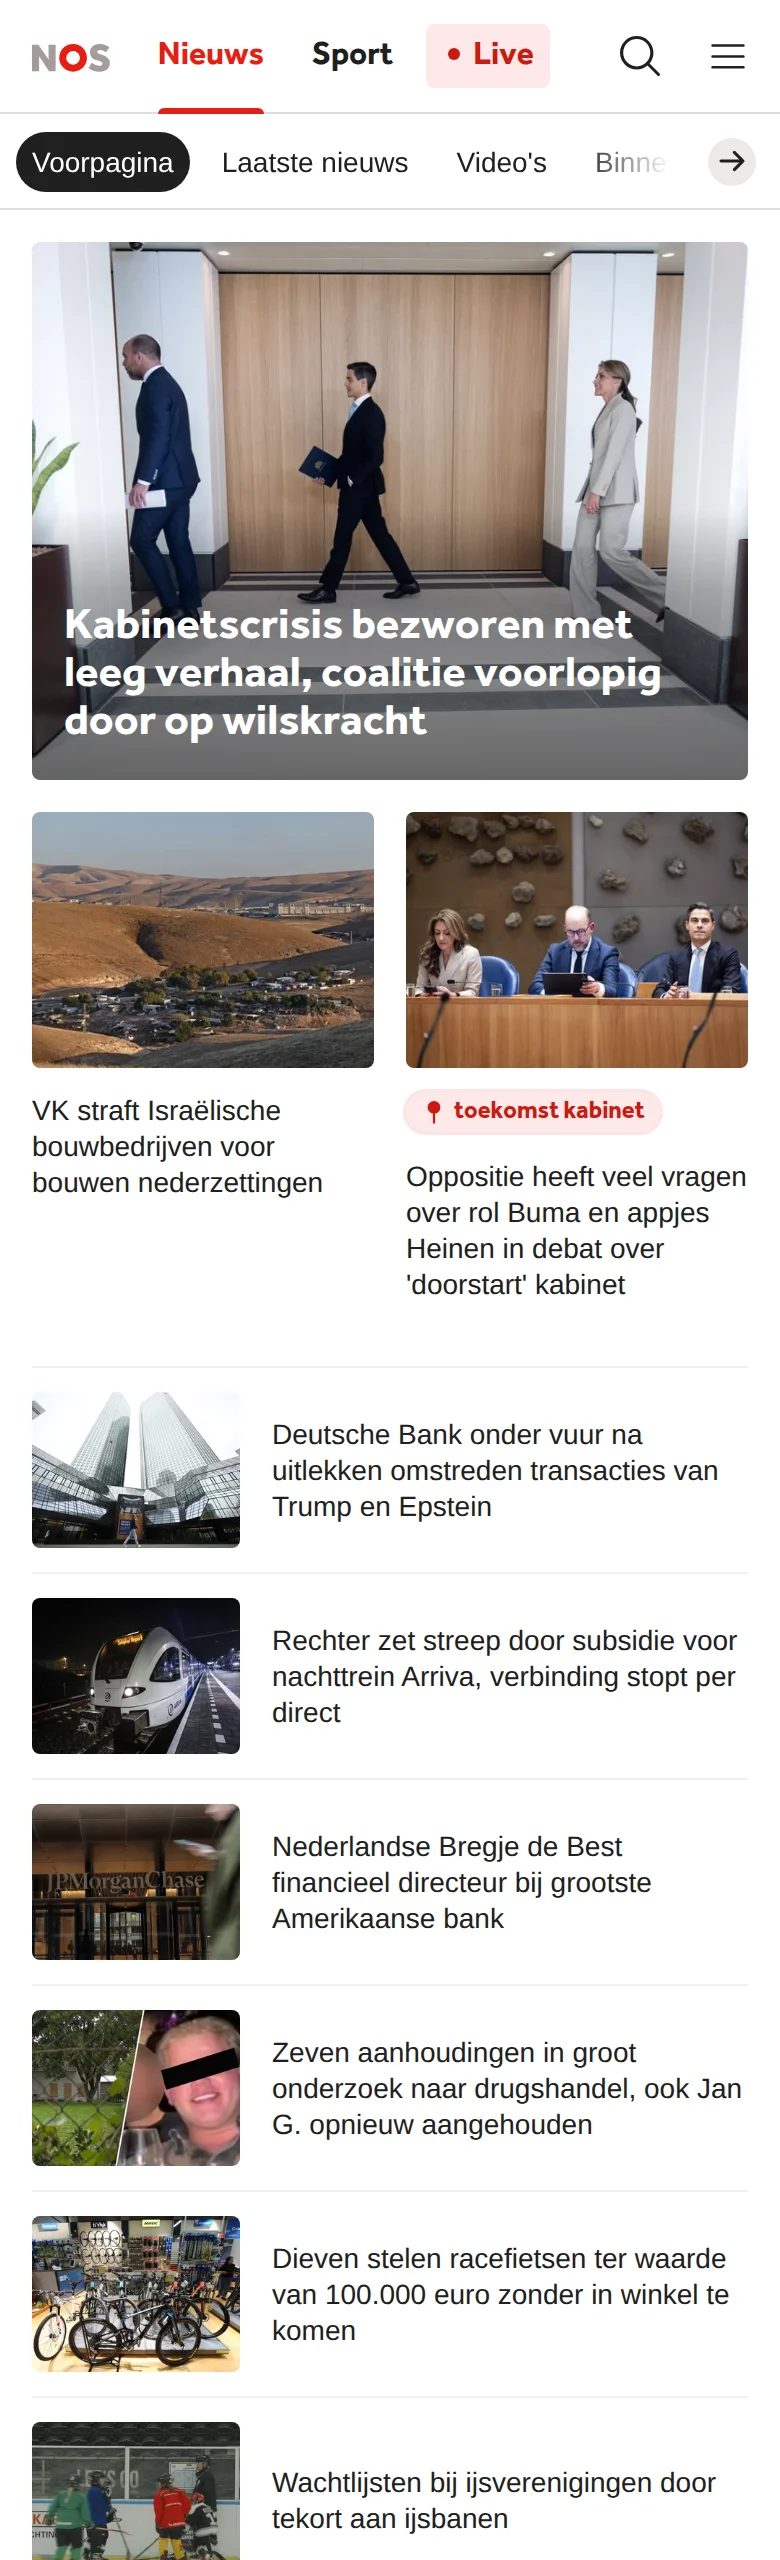 NOS
Nieuws
Sport
Live
Voorpagina
Laatste nieuws
Video's
Binne
Kabinetscrisis bezworen met
leeg verhaal, coalitie voorlopig
door op wilskracht
VK straft Israëlische
bouwbedrijven voor
bouwen nederzettingen
toekomst kabinet
Oppositie heeft veel vragen
over rol Buma en appjes
Heinen in debat over
'doorstart' kabinet
Deutsche Bank onder vuur na
uitlekken omstreden transacties van
Trump en Epstein
Rechter zet streep door subsidie voor
nachttrein Arriva, verbinding stopt per
direct
JPMorganChase
Nederlandse Bregje de Best
financieel directeur bij grootste
Amerikaanse bank
Zeven aanhoudingen in groot
onderzoek naar drugshandel, ook Jan
G. opnieuw aangehouden
Dieven stelen racefietsen ter waarde
van 100.000 euro zonder in winkel te
komen
Wachtlijsten bij ijsverenigingen door
tekort aan ijsbanen